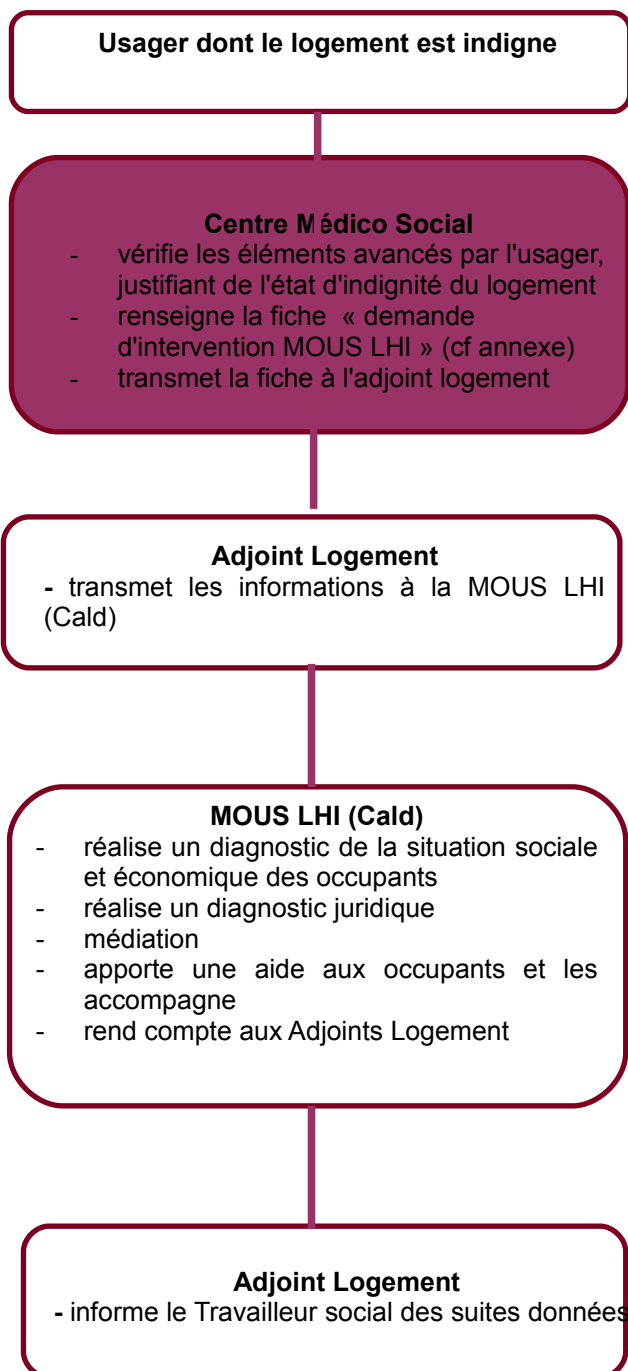 Usager dont le logement est indigne
Centre Médico Social
- vérifie les éléments avancés par l'usager,
justifiant de l'état d'indignité du logement
- renseigne la fiche « demande
d'intervention MOUS LHI » (cf annexe)
- transmet la fiche à l'adjoint logement
Adjoint Logement
- transmet les informations à la MOUS LHI
(Cald)
MOUS LHI (Cald)
- réalise un diagnostic de la situation sociale
et économique des occupants
- réalise un diagnostic juridique
- médiation
- apporte une aide aux occupants et les
accompagne
- rend compte aux Adjoints Logement
Adjoint Logement
- informe le Travailleur social des suites données